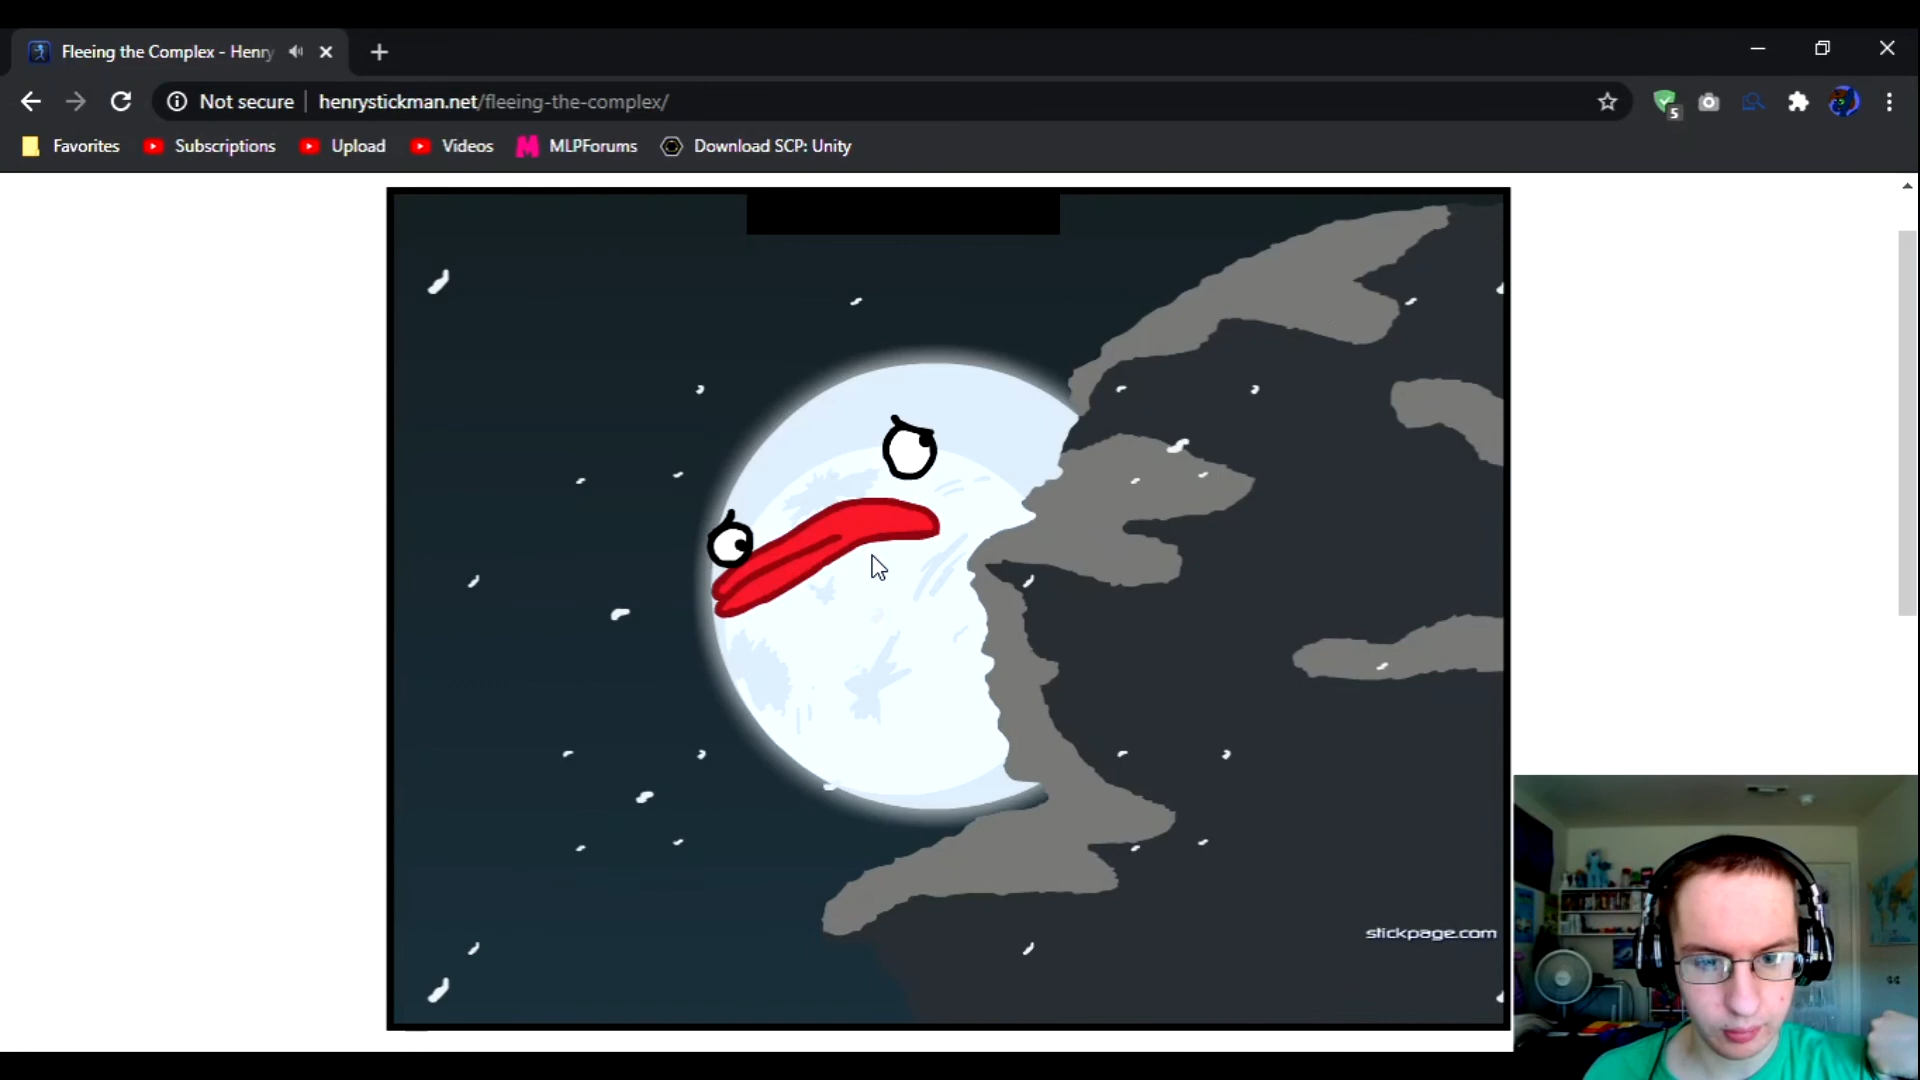 Fleeing the Complex - Henry
Not secure
henrystickman.net/fleeing-the-complex/
5
Favorites
Subscriptions
Upload
Videos
MLPForums
Download SCP: Unity
stickpage.com